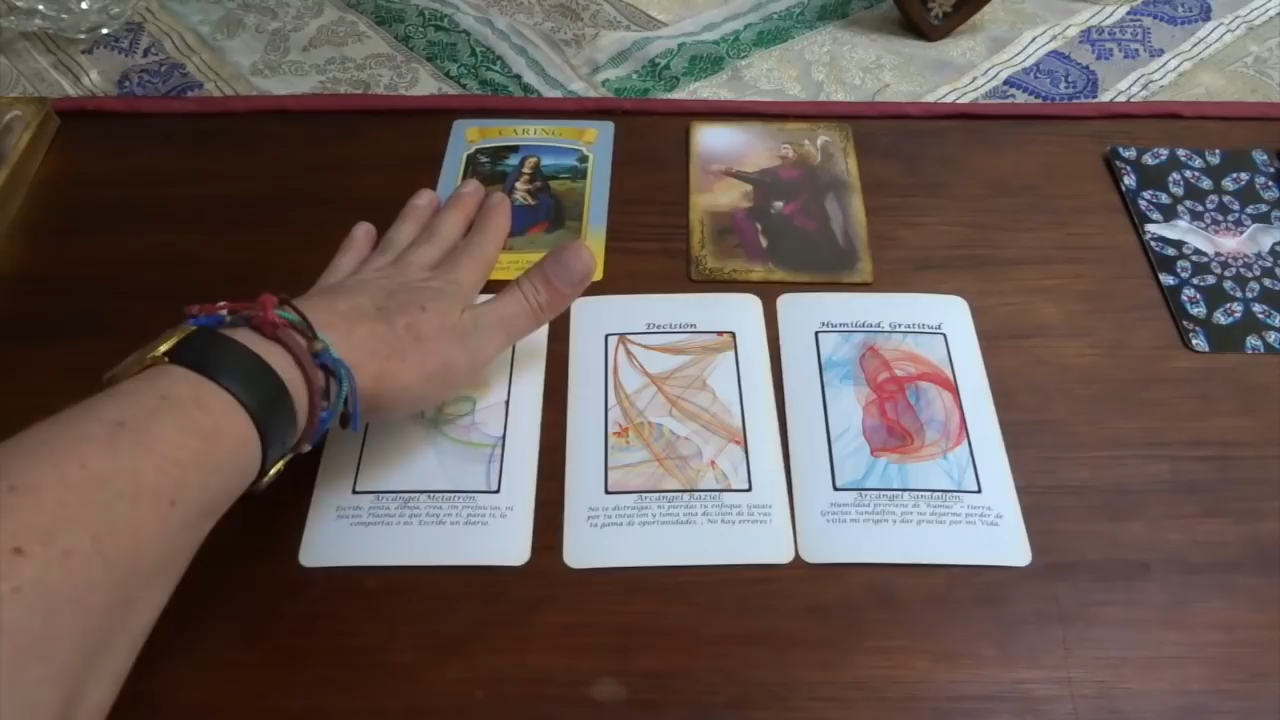 CARING
Decisión
Humildad, Gratitud
Arcángel Metatrón:
Escribe, pinta, dibuja, crea, sin prejuicios, ni
juicios. Plasma lo que hay en ti, para ti, lo
compartas o no. Escribe un diario.
Arcángel Raziel:
No te distraigas, ni pierdas tu enfoque. Guíate
por tu intución y toma una decisión de la vas-
ta gama de oportunidades. ¡ No hay errores !
Arcángel Sandalfón:
Humildad proviene de "humus" = tierra.
Gracias Sandalfón, por no dejarme perder de
vista mi origen y dar gracias por mi Vida.